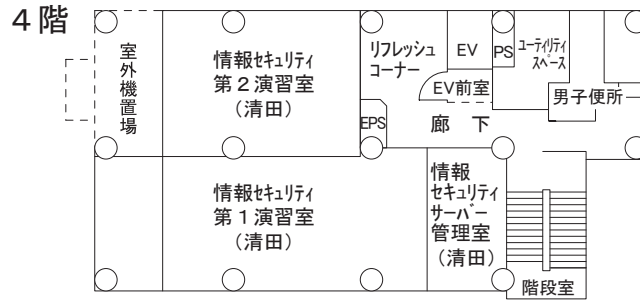 ４階
室外機置場
情報ｾｷｭﾘﾃｨ
第２演習室
（清田）
リフレッシュ
コーナー
EV
PS
ﾕｰﾃｨﾘﾃｨ
ｽﾍﾟｰｽ
EV前室
男子便所
EPS
廊　下
情報ｾｷｭﾘﾃｨ
第１演習室
（清田）
情報
セキュリティ
サーバー
管理室
（清田）
階段室